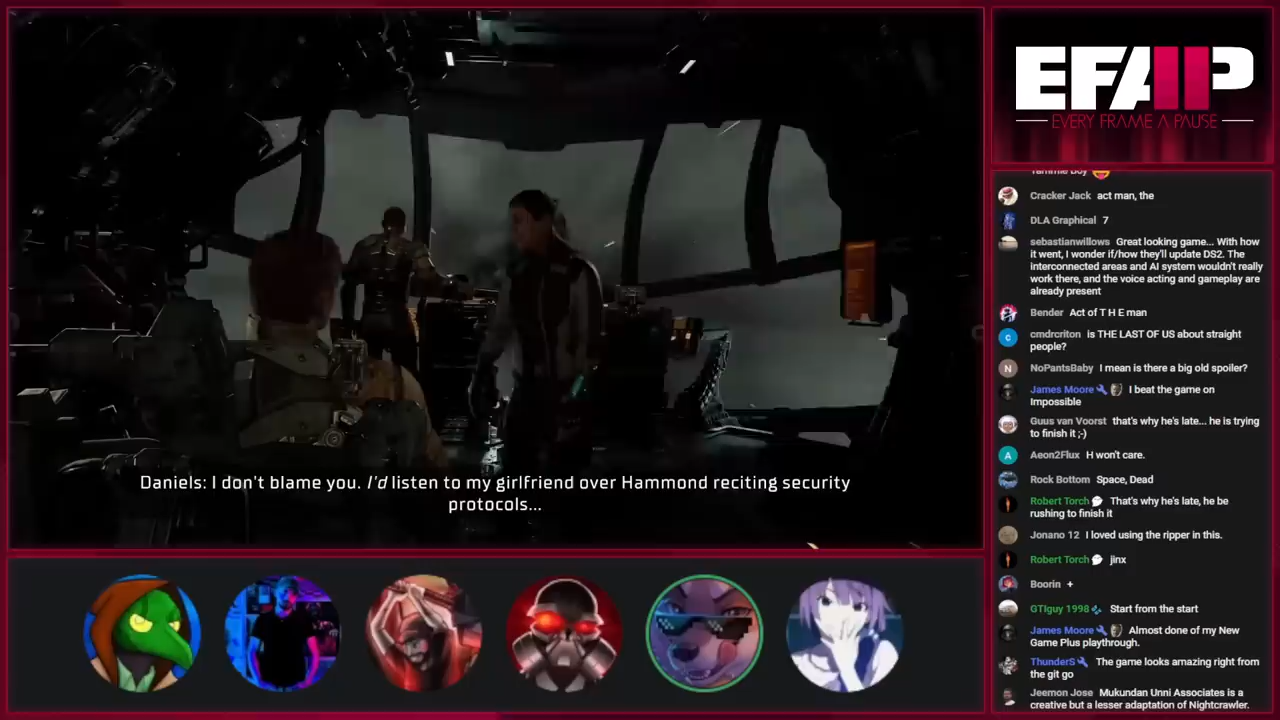 Daniels: I don't blame you. I'd listen to my girlfriend over Hammond reciting security
protocols...
EFAP
EVERY FRAME A PAUSE
Tammie Boy
Cracker Jack act man, the
DLA Graphical 7
sebastianwillows Great looking game... With how
it went, I wonder if/how they'll update DS2. The
interconnected areas and AI system wouldn't really
work there, and the voice acting and gameplay are
already present
Bender Act of T H E man
cmdrcriton is THE LAST OF US about straight
people?
NoPantsBaby I mean is there a big old spoiler?
James Moore I beat the game on
Impossible
Guus van Voorst that's why he's late... he is trying
to finish it ;-)
Aeon2Flux H won't care.
Rock Bottom Space, Dead
Robert Torch That's why he's late, he be
rushing to finish it
Jonano 12 I loved using the ripper in this.
Robert Torch jinx
Boorin +
GTIguy 1998 Start from the start
James Moore Almost done of my New
Game Plus playthrough.
ThunderS The game looks amazing right from
the git go
Jeemon Jose Mukundan Unni Associates is a
creative but a lesser adaptation of Nightcrawler.
c
N
A